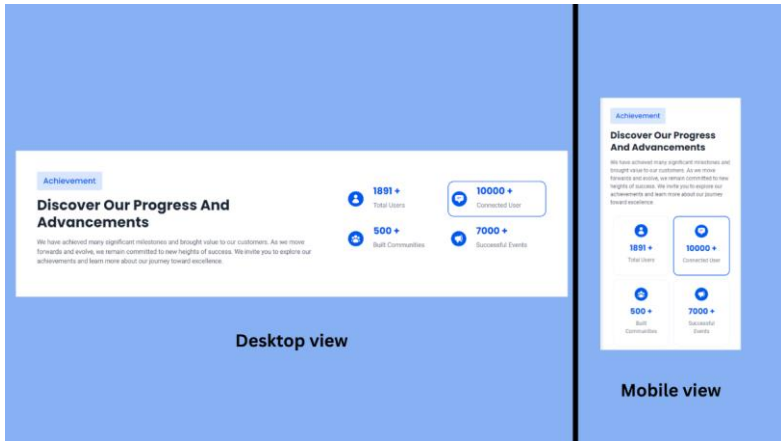 Achievement
Discover Our Progress And
Advancements
We have achieved many significant milestones and brought value to our customers. As we move
forwards and evolve, we remain committed to new heights of success. We invite you to explore our
achievements and learn more about our journey toward excellence.
1891 +
Total Users
10000 +
Connected User
500 +
Built Communities
7000 +
Successful Events
Desktop view
Achievement
Discover Our Progress
And Advancements
We have achieved many significant milestones and
brought value to our customers. As we move
forwards and evolve, we remain committed to new
heights of success. We invite you to explore our
achievements and learn more about our journey
toward excellence.
1891 +
Total Users
10000 +
Connected User
500 +
Built
Communities
7000 +
Successful
Events
Mobile view